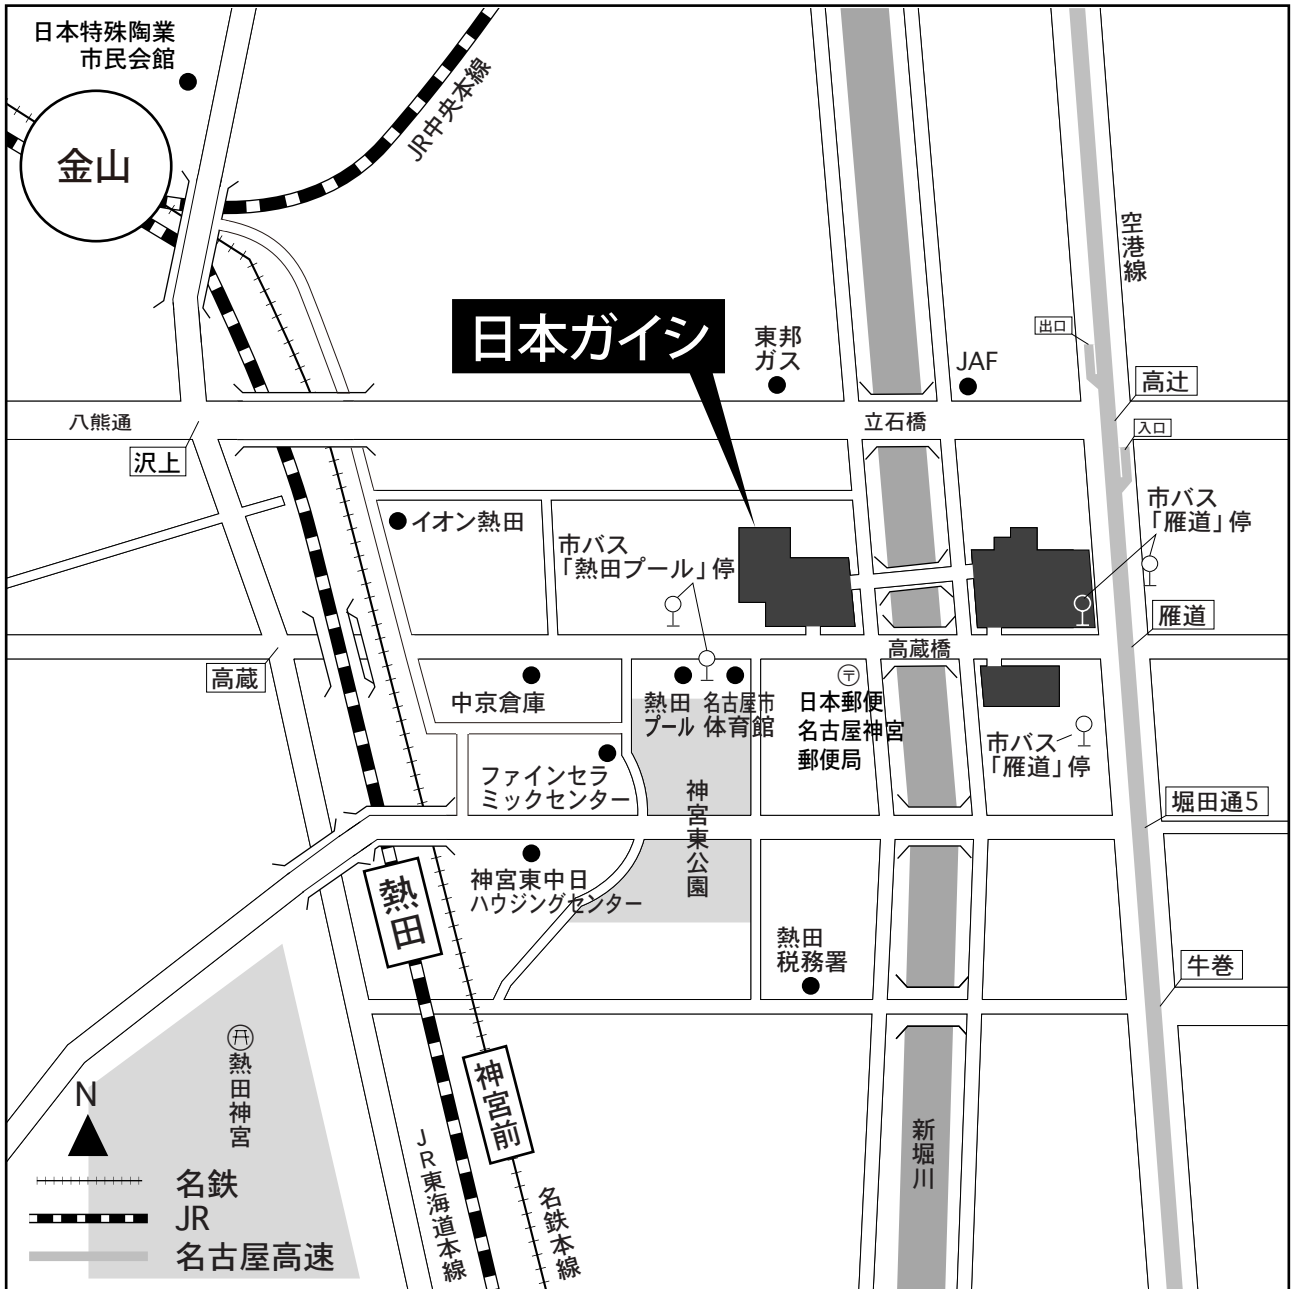 日本特殊陶業
市民会館
金山
JR中央本線
空港線
日本ガイシ
東邦
ガス
JAF
出口
高辻
八熊通
立石橋
入口
沢上
市バス
「雁道」停
イオン熱田
市バス
「熱田プール」停
雁道
高蔵橋
高蔵
中京倉庫
熱田
プール
名古屋市
体育館
〒
日本郵便
名古屋神宮
郵便局
市バス
「雁道」停
ファインセラ
ミックセンター
神宮東公園
堀田通5
神宮東中日
ハウジングセンター
熱田
熱田
税務署
牛巻
熱田神宮
神宮前
新堀川
JR東海道本線
名鉄本線
N
名鉄
JR
名古屋高速